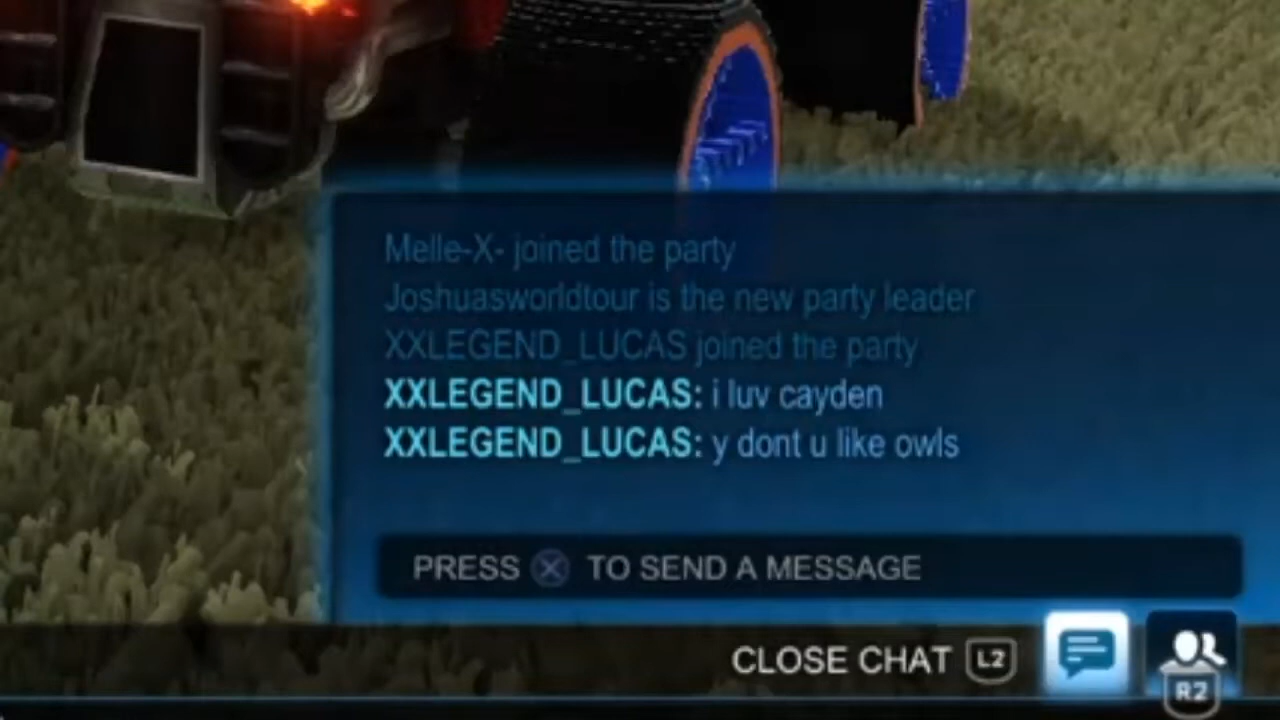 Melle-X- joined the party
Joshuasworldtour is the new party leader
XXLEGEND_LUCAS joined the party
XXLEGEND_LUCAS: i luv cayden
XXLEGEND_LUCAS: y dont u like owls
PRESS TO SEND A MESSAGE
CLOSE CHAT L2
R2